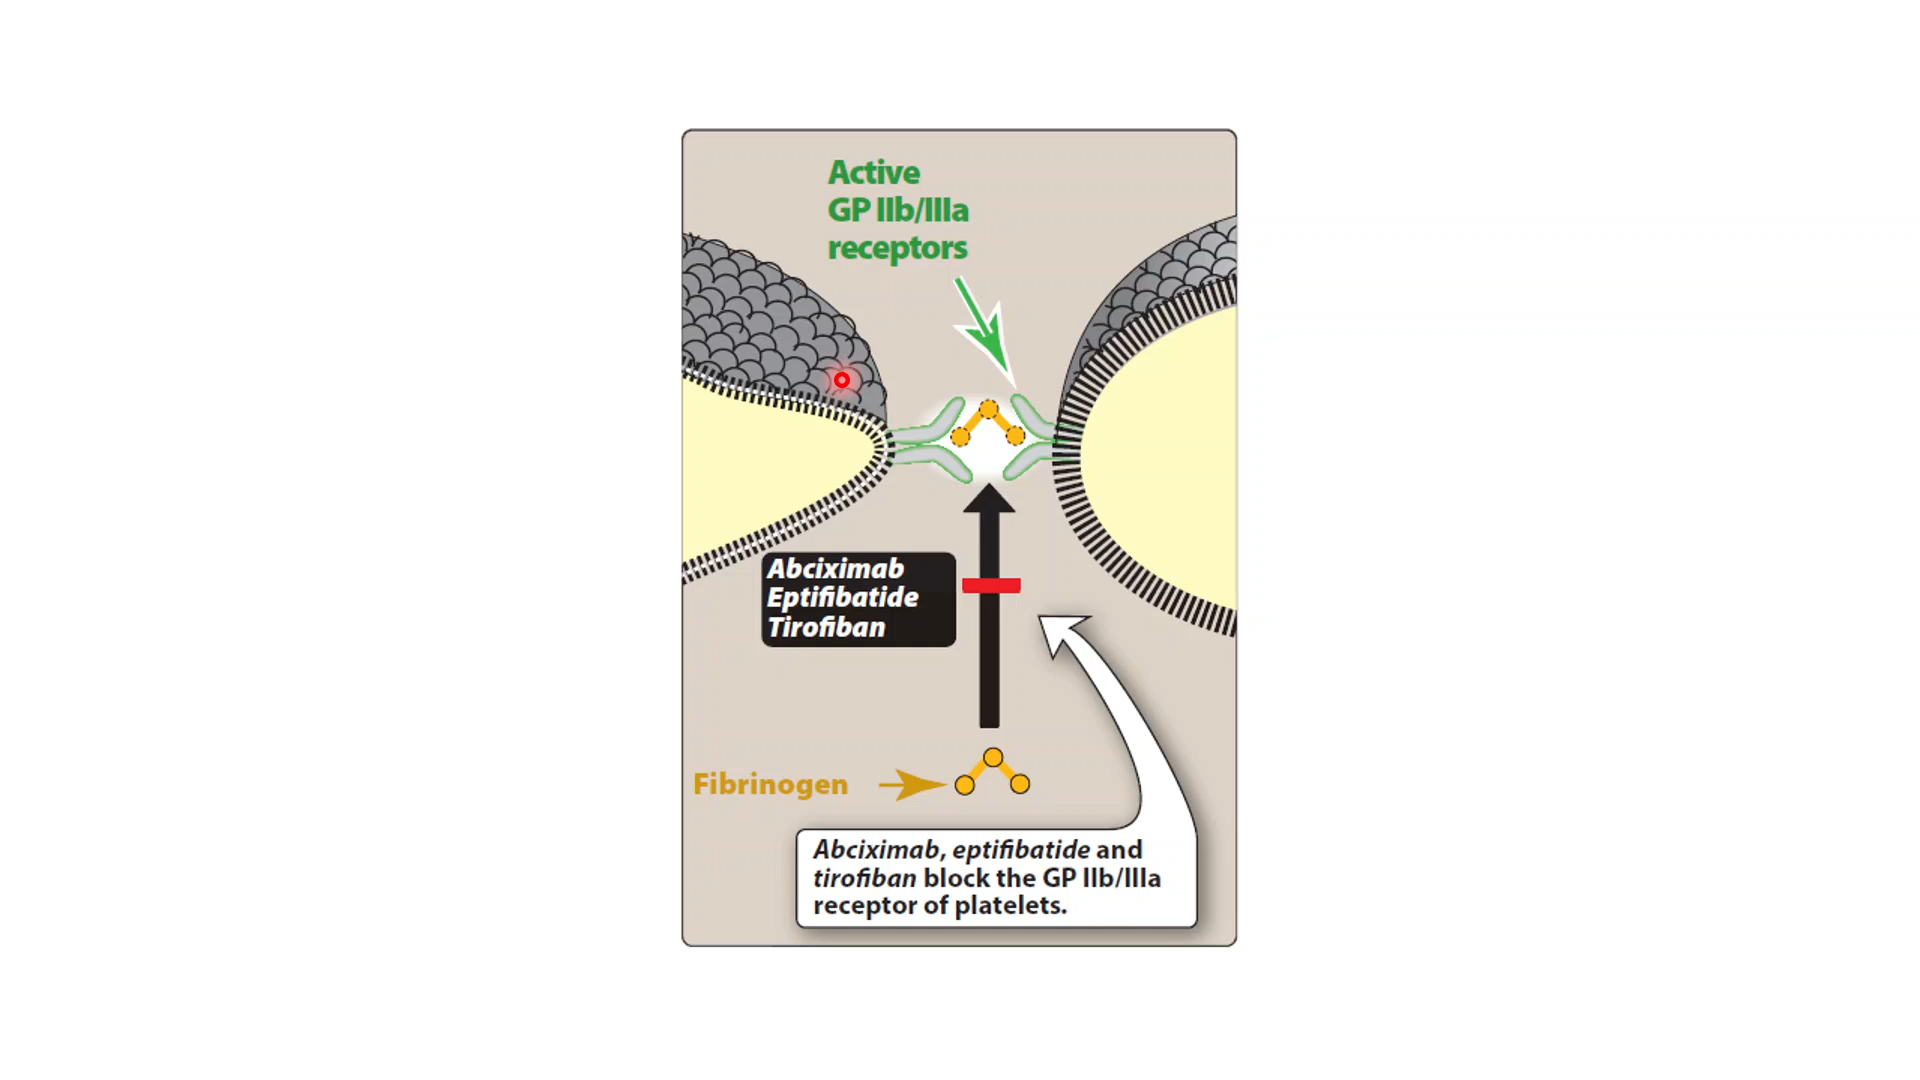 Active
GP IIb/IIIa
receptors
Abciximab
Eptifibatide
Tirofiban
Fibrinogen
Abciximab, eptifibatide and
tirofiban block the GP IIb/IIIa
receptor of platelets.